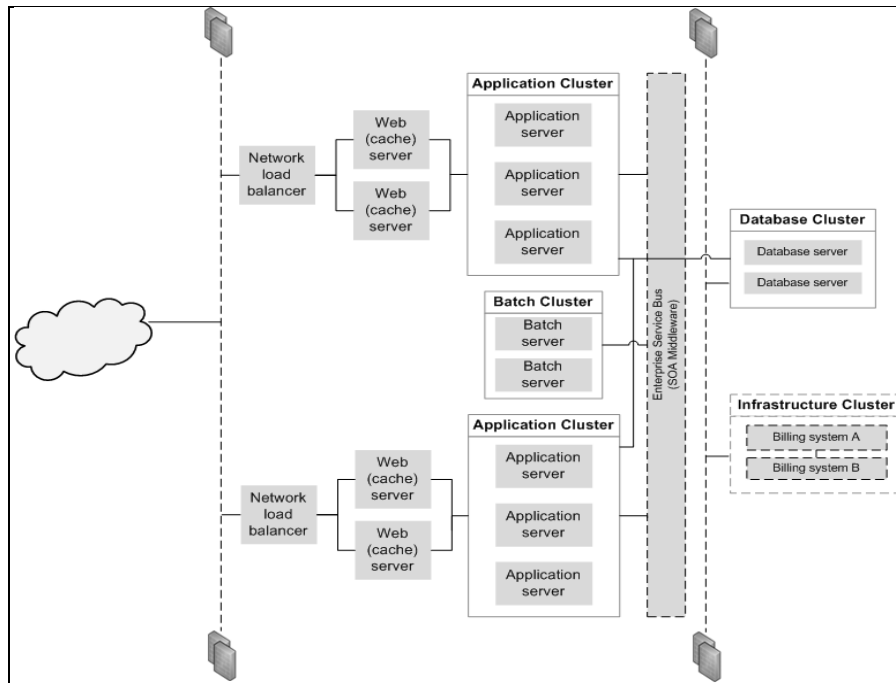 Application Cluster
Application
server
Application
server
Application
server
Web
(cache)
server
Web
(cache)
server
Network
load
balancer
Database Cluster
Database server
Database server
Batch Cluster
Batch
server
Batch
server
Enterprise Service Bus
(SOA Middleware)
Infrastructure Cluster
Billing system A
Billing system B
Application Cluster
Application
server
Application
server
Application
server
Web
(cache)
server
Web
(cache)
server
Network
load
balancer